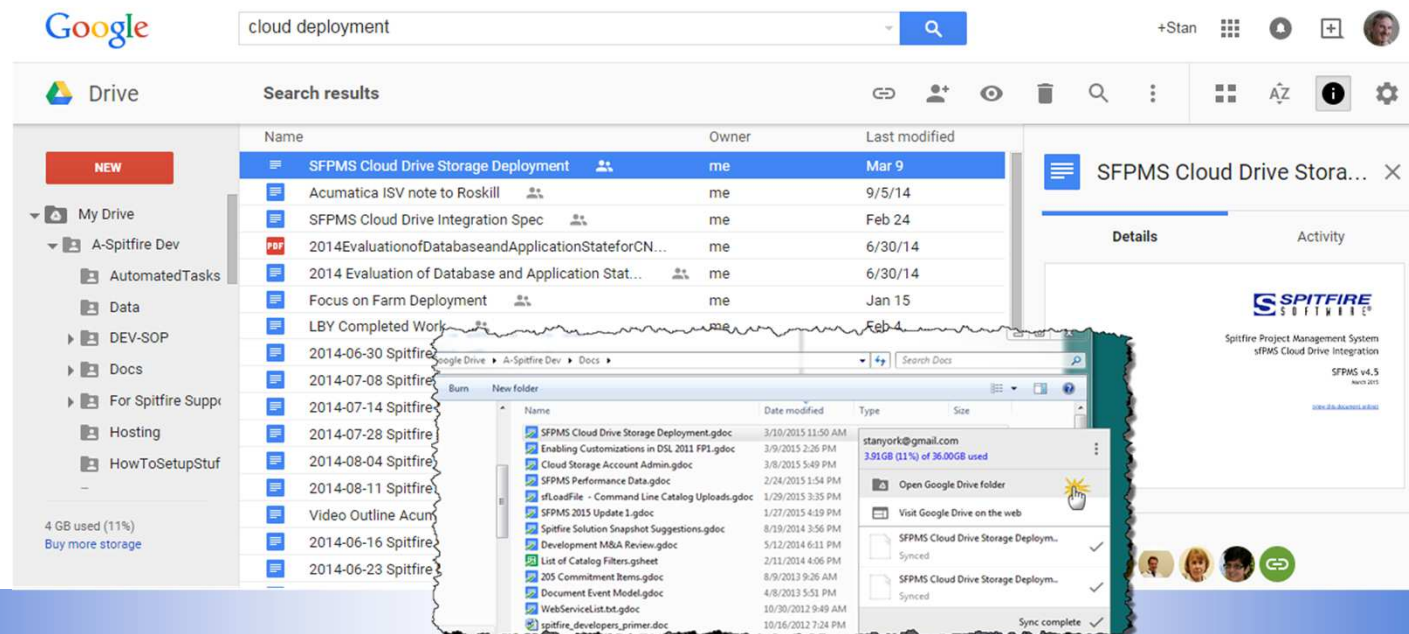 Google
cloud deployment
+Stan
Drive
Search results
NEW
My Drive
A-Spitfire Dev
AutomatedTasks
Data
DEV-SOP
Docs
For Spitfire Suppo
Hosting
HowToSetupStuf
4 GB used (11%)
Buy more storage
Name Owner Last modified
SFPMS Cloud Drive Storage Deployment me Mar 9
Acumatica ISV note to Roskill me 9/5/14
SFPMS Cloud Drive Integration Spec me Feb 24
PDF 2014EvaluationofDatabaseandApplicationStateforCN... me 6/30/14
2014 Evaluation of Database and Application Stat... me 6/30/14
Focus on Farm Deployment me Jan 15
LBY Completed Work me Feb 4
2014-06-30 Spitfire
2014-07-08 Spitfire
2014-07-14 Spitfire
2014-07-28 Spitfire
2014-08-04 Spitfire
2014-08-11 Spitfire
Video Outline Acum
2014-06-16 Spitfire
2014-06-23 Spitfire
oogle Drive A-Spitfire Dev Docs Search Docs
Burn New folder
Name Date modified Type Size
SFPMS Cloud Drive Storage Deployment.gdoc 3/10/2015 11:50 AM
Enabling Customizations in DSL 2011 FP1.gdoc 3/9/2015 2:26 PM
Cloud Storage Account Admin.gdoc 3/8/2015 5:49 PM
SFPMS Performance Data.gdoc 2/24/2015 1:54 PM
sfLoadFile - Command Line Catalog Uploads.gdoc 1/29/2015 3:35 PM
SFPMS 2015 Update 1.gdoc 1/27/2015 4:19 PM
Spitfire Solution Snapshot Suggestions.gdoc 8/19/2014 3:56 PM
Development M&A Review.gdoc 5/12/2014 6:11 PM
List of Catalog Filters.gsheet 2/11/2014 4:06 PM
205 Commitment Items.gdoc 8/9/2013 9:26 AM
Document Event Model.gdoc 4/8/2013 5:51 PM
WebServiceList.txt.gdoc 10/30/2012 9:49 AM
spitfire_developers_primer.doc 10/16/2012 7:24 PM
stanyork@gmail.com
3.91GB (11%) of 36.00GB used
Open Google Drive folder
Visit Google Drive on the web
SFPMS Cloud Drive Storage Deploym..
Synced
SFPMS Cloud Drive Storage Deploym..
Synced
Sync complete
SFPMS Cloud Drive Stora...
Details Activity
SPITFIRE
SOFTWARE
Spitfire Project Management System
sfPMS Cloud Drive Integration
SFPMS v4.5
March 2015
AZ